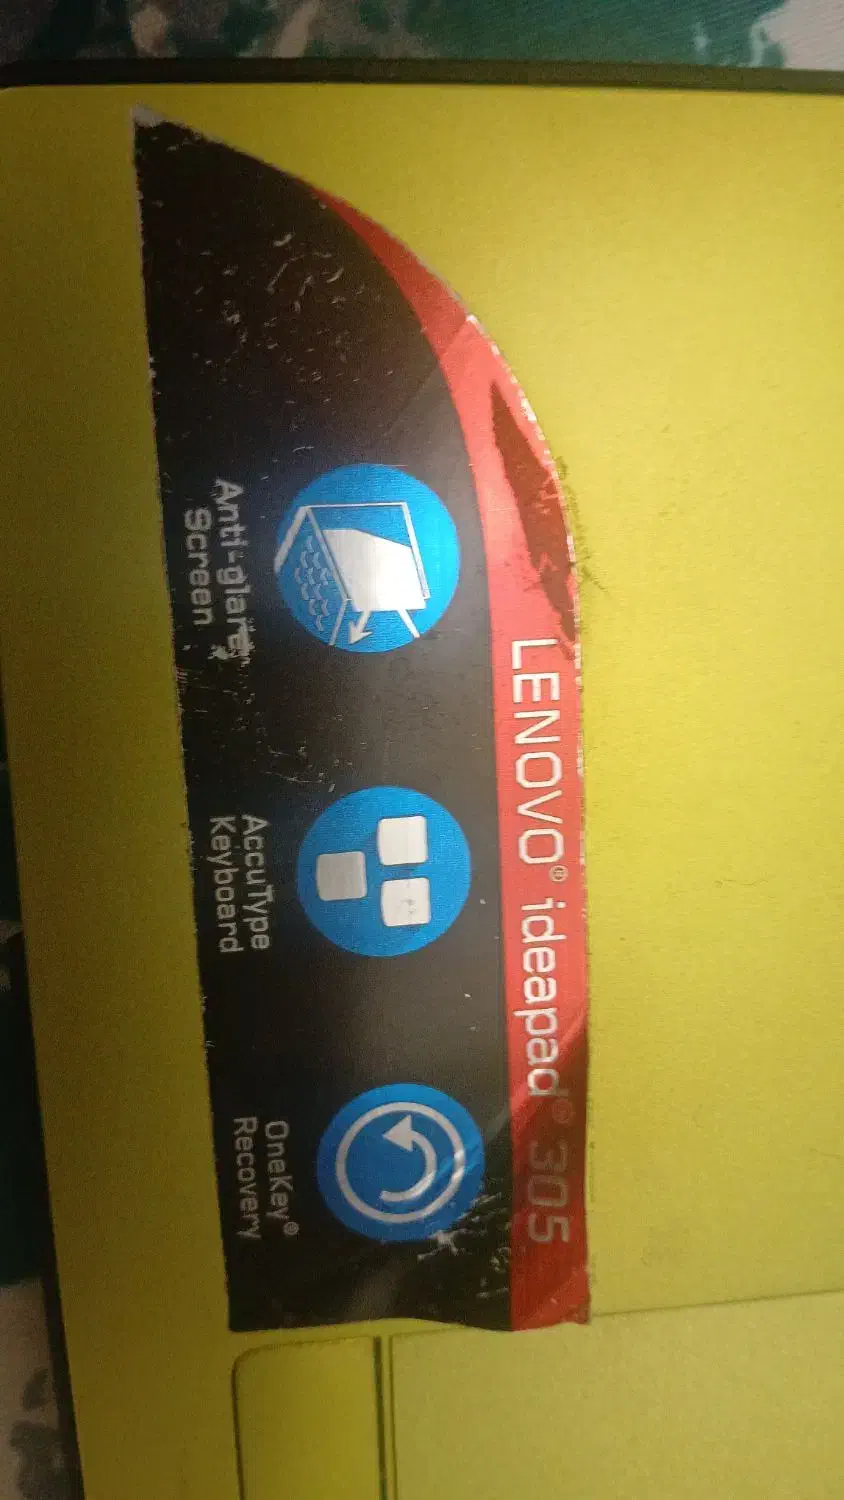 LENOVO® ideapad® 305
Anti-glare
Screen
AccuType
Keyboard
OneKey®
Recovery